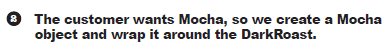 2 The customer wants Mocha, so we create a Mocha
object and wrap it around the DarkRoast.